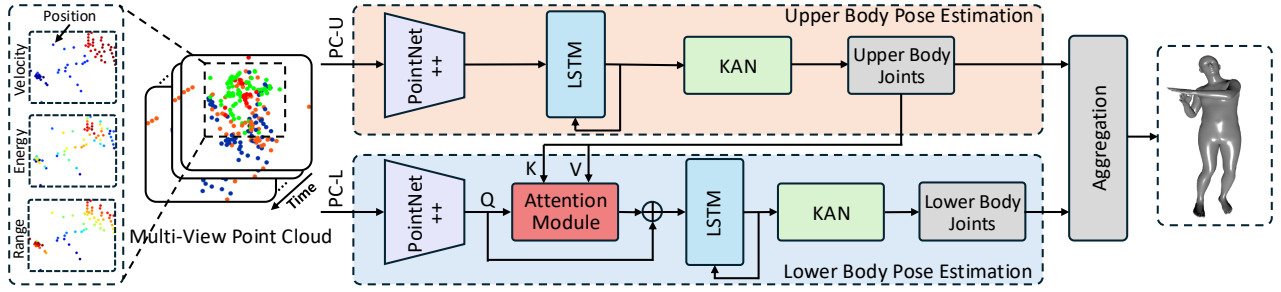 Position
Velocity
Energy
Range
Multi-View Point Cloud
Time
PC-U
PC-L
Upper Body Pose Estimation
PointNet
++
LSTM
KAN
Upper Body
Joints
K
V
Q
PointNet
++
Attention
Module
LSTM
KAN
Lower Body
Joints
Lower Body Pose Estimation
Aggregation